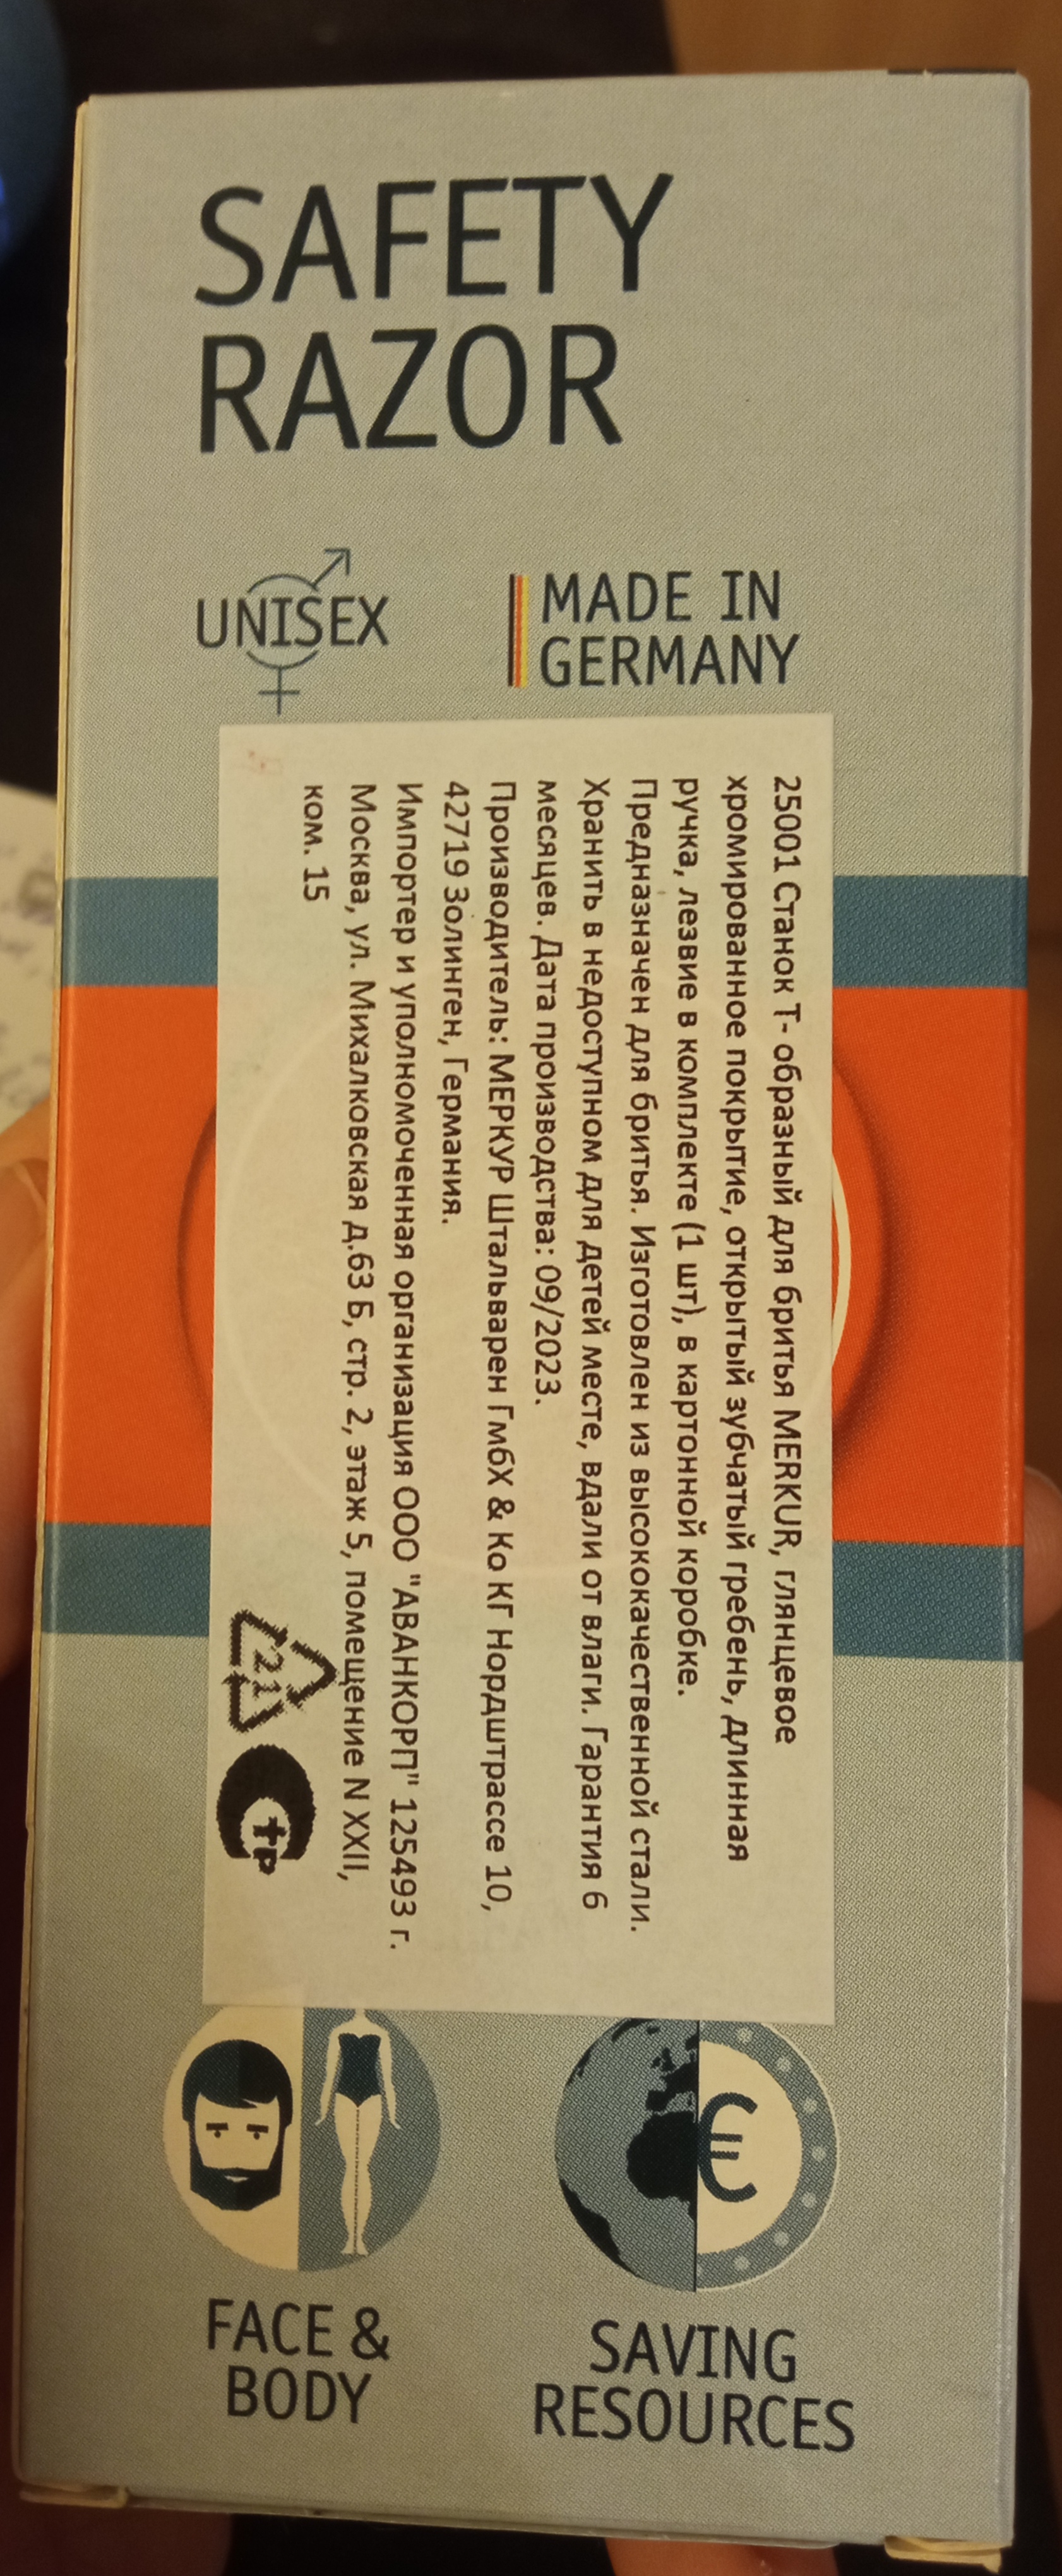 SAFETY
RAZOR
UNISEX
MADE IN
GERMANY
25001 Станок Т- образный для бритья MERKUR, глянцевое
хромированное покрытие, открытый зубчатый гребень, длинная
ручка, лезвие в комплекте (1 шт), в картонной коробке.
Предназначен для бритья. Изготовлен из высококачественной стали.
Хранить в недоступном для детей месте, вдали от влаги. Гарантия 6
месяцев. Дата производства: 09/2023.
Производитель: МЕРКУР Штальварен ГмбХ & Ко КГ Нордштрассе 10,
42719 Золинген, Германия.
Импортер и уполномоченная организация ООО "АВАНКОРП" 125493 г.
Москва, ул. Михалковская д.63 Б, стр. 2, этаж 5, помещение N XXII,
ком. 15
21
FACE &
BODY
SAVING
RESOURCES